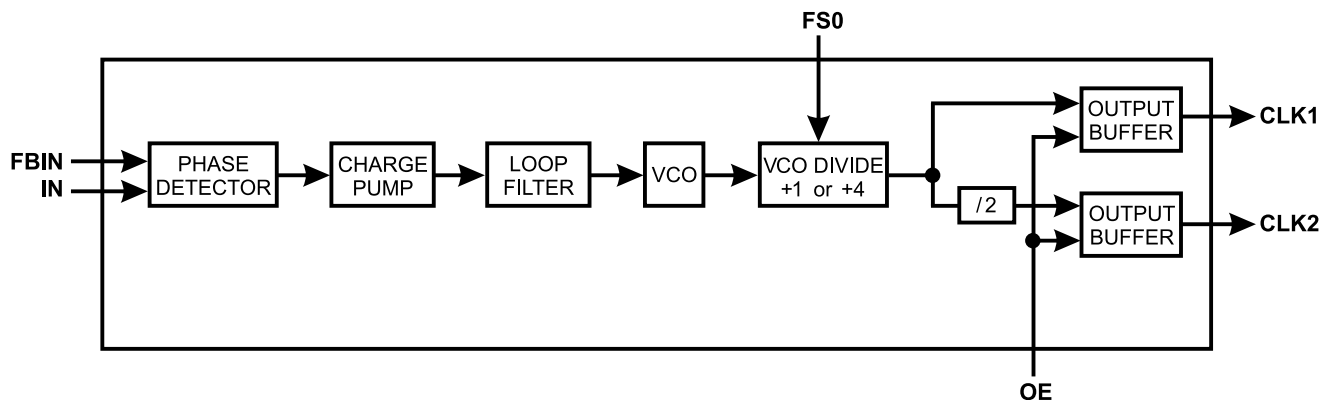 FS0
OUTPUT
BUFFER
CLK1
FBIN
IN
PHASE
DETECTOR
CHARGE
PUMP
LOOP
FILTER
VCO
VCO DIVIDE
+1 or +4
/2
OUTPUT
BUFFER
CLK2
OE